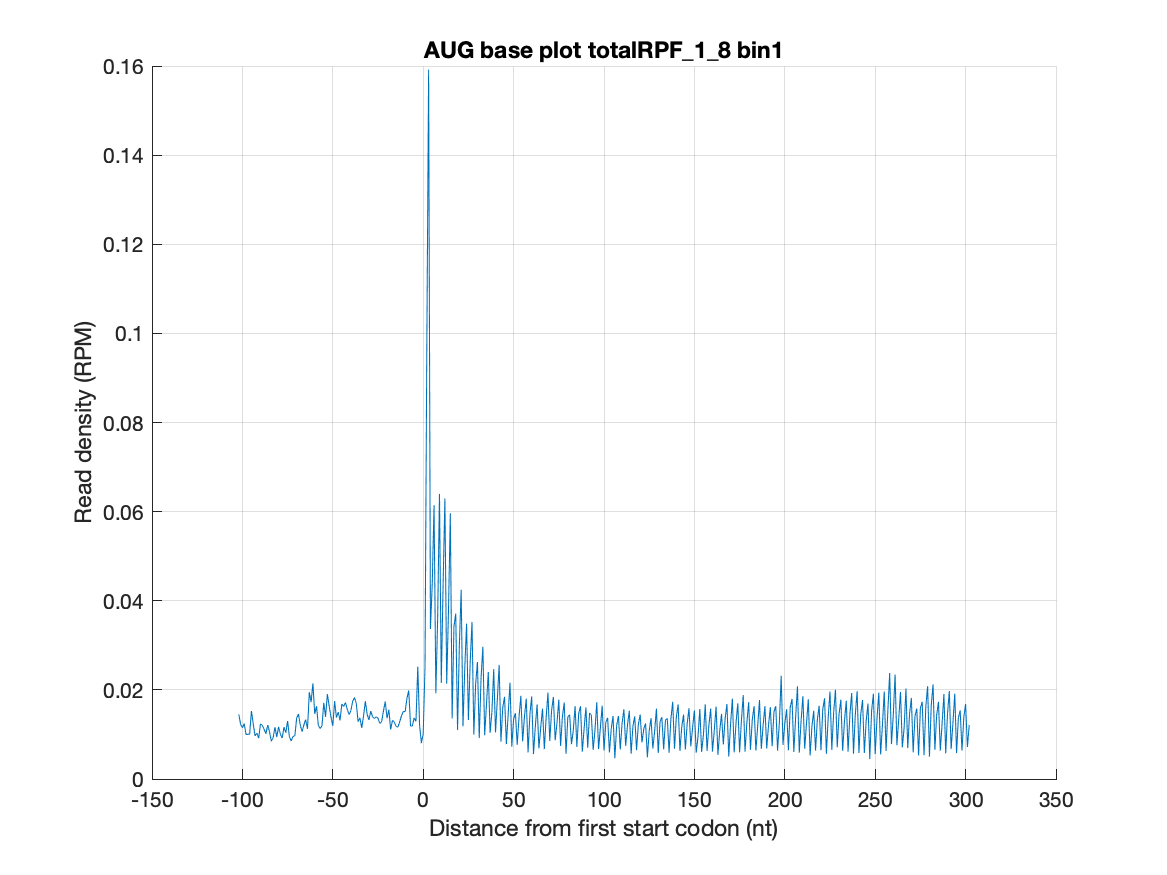 AUG base plot totalRPF_1_8 bin1
0.16
0.14
0.12
0.1
0.08
0.06
0.04
0.02
0
Read density (RPM)
-150 -100 -50 0 50 100 150 200 250 300 350
Distance from first start codon (nt)